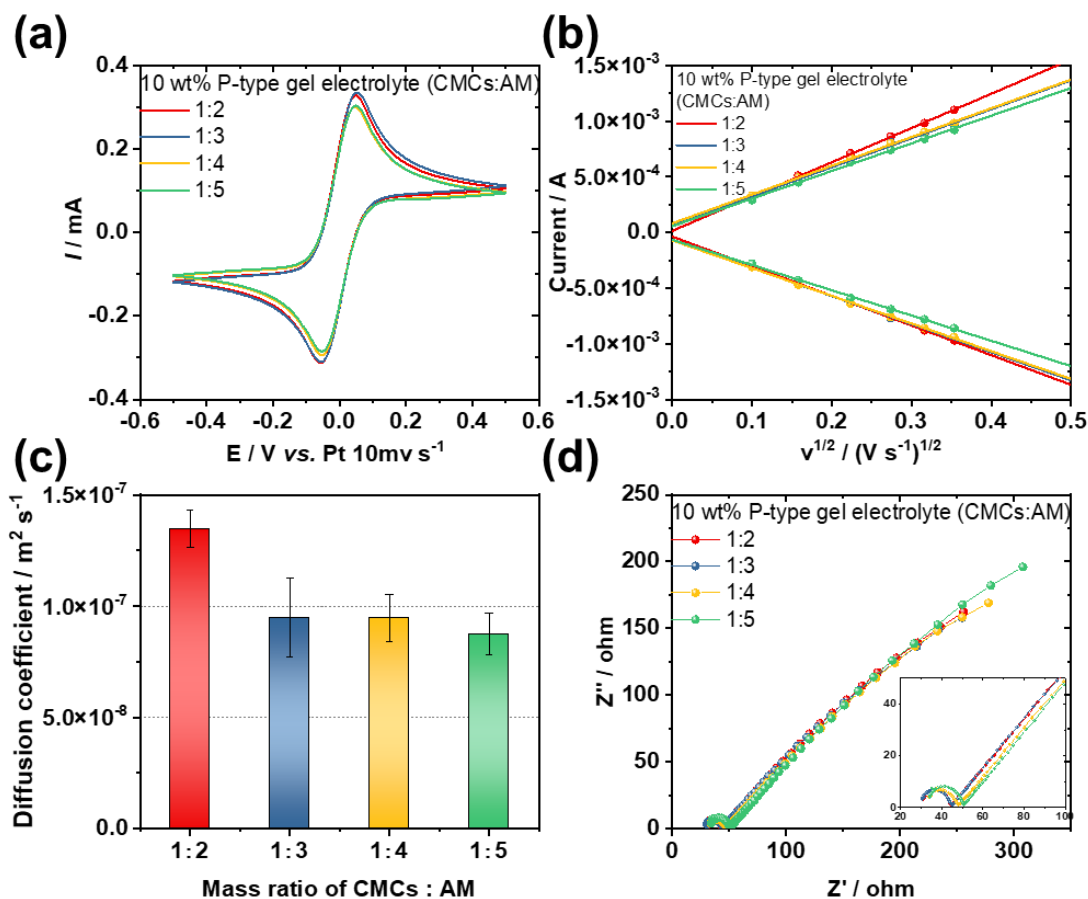 (a)
0.4
0.2
0.0
-0.2
-0.4
I / mA
10 wt% P-type gel electrolyte (CMCs:AM)
1:2
1:3
1:4
1:5
-0.6 -0.4 -0.2 0.0 0.2 0.4 0.6
E / V vs. Pt 10mv s⁻¹
(b)
1.5×10⁻³
1.0×10⁻³
5.0×10⁻⁴
0.0
-5.0×10⁻⁴
-1.0×10⁻³
-1.5×10⁻³
Current / A
10 wt% P-type gel electrolyte
(CMCs:AM)
1:2
1:3
1:4
1:5
0.0 0.1 0.2 0.3 0.4 0.5
v¹ᐟ² / (V s⁻¹)¹ᐟ²
(c)
1.5×10⁻⁷
1.0×10⁻⁷
5.0×10⁻⁸
0.0
Diffusion coefficient / m² s⁻¹
1:2 1:3 1:4 1:5
Mass ratio of CMCs : AM
(d)
250
200
150
100
50
0
Z'' / ohm
10 wt% P-type gel electrolyte (CMCs:AM)
1:2
1:3
1:4
1:5
40
20
0
20 40 60 80 100
0 50 100 150 200 250 300 350
Z' / ohm